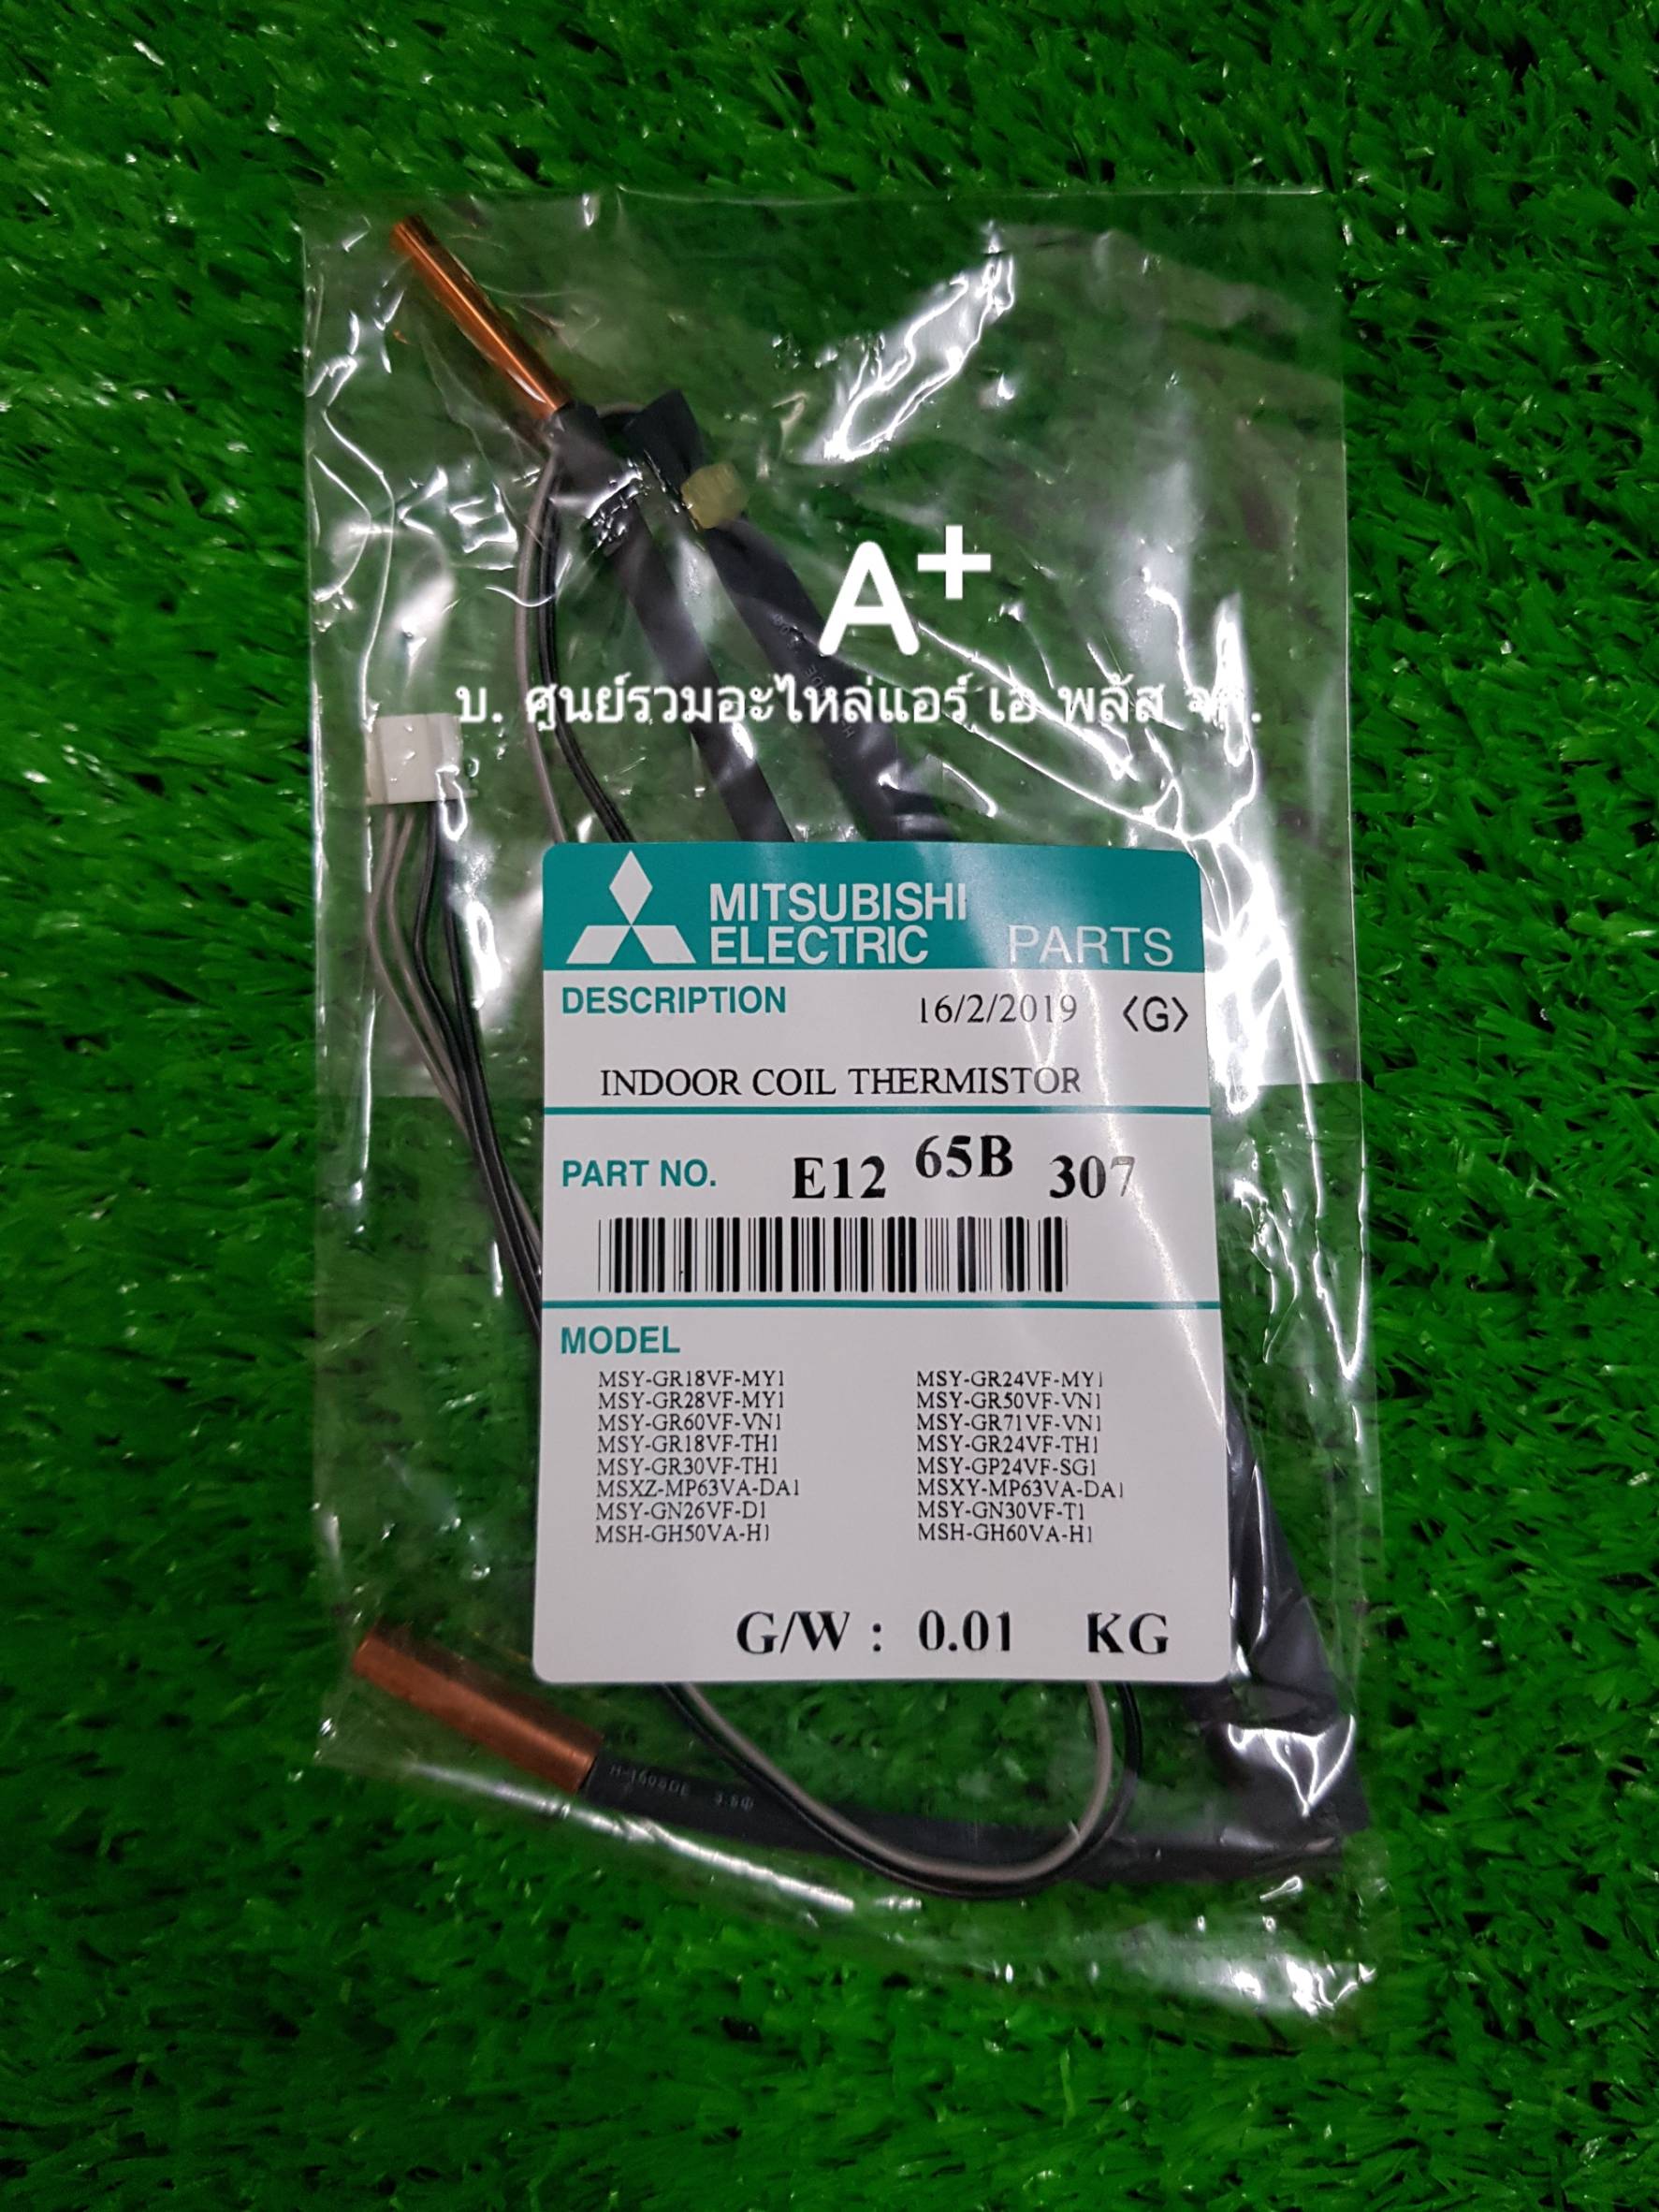 A+
บ. ศูนย์รวมอะไหล่แอร์ เอ พลัส จก.
MITSUBISHI
ELECTRIC PARTS
DESCRIPTION 16/2/2019 <G>
INDOOR COIL THERMISTOR
PART NO. E12 65B 307
MODEL
MSY-GR18VF-MY1 MSY-GR24VF-MY1
MSY-GR28VF-MY1 MSY-GR50VF-VN1
MSY-GR60VF-VN1 MSY-GR71VF-VN1
MSY-GR18VF-TH1 MSY-GR24VF-TH1
MSY-GR30VF-TH1 MSY-GP24VF-SG1
MSXZ-MP63VA-DA1 MSXY-MP63VA-DA1
MSY-GN26VF-D1 MSY-GN30VF-T1
MSH-GH50VA-H1 MSH-GH60VA-H1
G/W : 0.01 KG